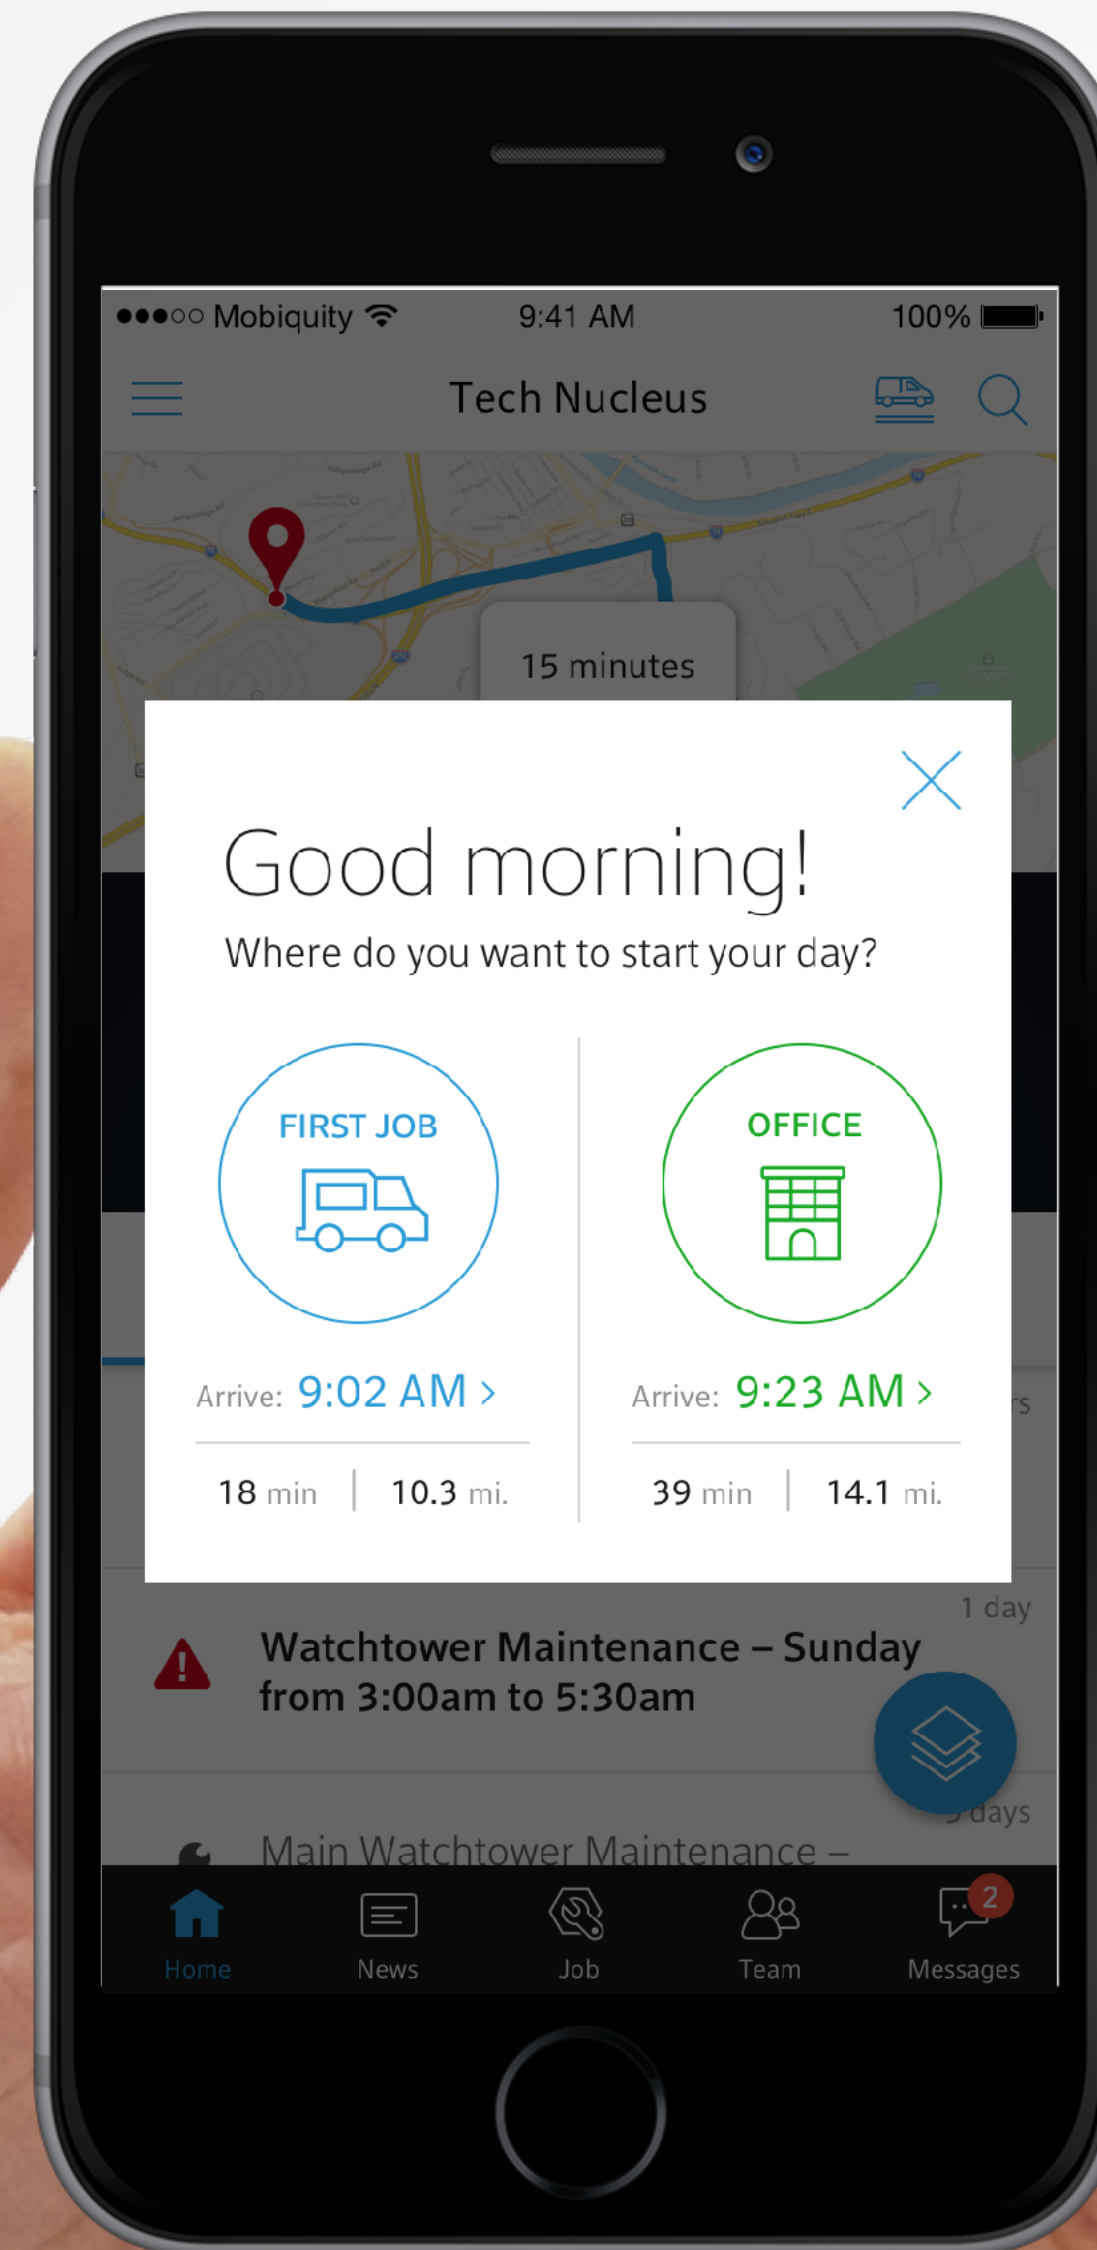 Mobiquity 9:41 AM 100%
Tech Nucleus
15 minutes
Good morning!
Where do you want to start your day?
FIRST JOB
OFFICE
Arrive: 9:02 AM >
Arrive: 9:23 AM >
18 min | 10.3 mi.
39 min | 14.1 mi.
1 day
Watchtower Maintenance – Sunday
from 3:00am to 5:30am
days
Main Watchtower Maintenance –
2
Home
News
Job
Team
Messages